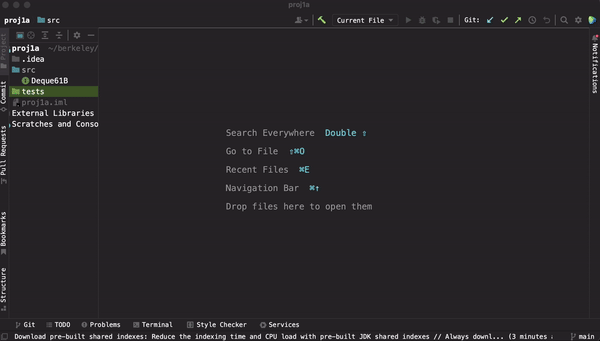 proj1a
proj1a src Current File Git:
Project
proj1a ~/berkeley/
.idea
src
Deque61B
tests
proj1a.iml
External Libraries
Scratches and Conso
Commit
Pull Requests
Bookmarks
Structure
Search Everywhere Double ⇧
Go to File ⇧⌘O
Recent Files ⌘E
Navigation Bar ⌘↑
Drop files here to open them
Notifications
Git TODO Problems Terminal Style Checker Services
Download pre-built shared indexes: Reduce the indexing time and CPU load with pre-built JDK shared indexes // Always downl... (3 minutes main